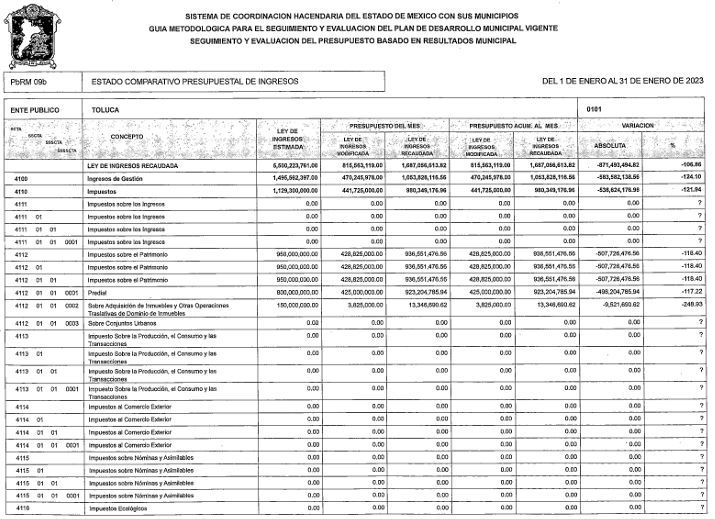 SISTEMA DE COORDINACION HACENDARIA DEL ESTADO DE MEXICO CON SUS MUNICIPIOS
GUIA METODOLOGICA PARA EL SEGUIMIENTO Y EVALUACION DEL PLAN DE DESARROLLO MUNICIPAL VIGENTE
SEGUIMIENTO Y EVALUACION DEL PRESUPUESTO BASADO EN RESULTADOS MUNICIPAL
PbRM 09b ESTADO COMPARATIVO PRESUPUESTAL DE INGRESOS DEL 1 DE ENERO AL 31 DE ENERO DE 2023
ENTE PUBLICO TOLUCA 0101
PRESUPUESTO DEL MES PRESUPUESTO ACUM. AL MES VARIACION
SSCTA SSSCTA SSSSCTA CONCEPTO LEY DE INGRESOS ESTIMADA LEY DE INGRESOS MODIFICADA LEY DE INGRESOS RECAUDADA LEY DE INGRESOS MODIFICADA LEY DE INGRESOS RECAUDADA ABSOLUTA %
LEY DE INGRESOS RECAUDADA 815,563,119.00 1,687,056,613.82 815,563,119.00 1,687,056,613.82 -871,493,494.82 -106.86
4100 Ingresos de Gestión 1,495,562,397.00 470,245,978.00 1,053,828,116.56 470,245,978.00 1,053,828,116.56 -583,582,138.56 -124.10
4110 Impuestos 1,129,300,000.00 441,725,000.00 980,349,176.96 441,725,000.00 980,349,176.96 -538,624,176.96 -121.94
4111 Impuestos sobre los Ingresos 0.00 0.00 0.00 0.00 0.00 0.00 ?
4111 01 Impuestos sobre los Ingresos 0.00 0.00 0.00 0.00 0.00 0.00 ?
4111 01 01 Impuestos sobre los Ingresos 0.00 0.00 0.00 0.00 0.00 0.00 ?
4111 01 01 0001 Impuestos sobre los Ingresos 0.00 0.00 0.00 0.00 0.00 0.00 ?
4112 Impuestos sobre el Patrimonio 950,000,000.00 428,825,000.00 936,551,476.56 428,825,000.00 936,551,476.56 -507,726,476.56 -118.40
4112 01 Impuestos sobre el Patrimonio 950,000,000.00 428,825,000.00 936,551,476.56 428,825,000.00 936,551,476.56 -507,726,476.56 -118.40
4112 01 01 Impuestos sobre el Patrimonio 950,000,000.00 428,825,000.00 936,551,476.56 428,825,000.00 936,551,476.56 -507,726,476.56 -118.40
4112 01 01 0001 Predial 800,000,000.00 425,000,000.00 923,204,785.94 425,000,000.00 923,204,785.94 -498,204,785.94 -117.22
4112 01 01 0002 Sobre Adquisición de Inmuebles y Otras Operaciones 150,000,000.00 3,825,000.00 13,346,690.62 3,825,000.00 13,346,690.62 -9,521,690.62 -248.93
Traslativas de Dominio de Inmuebles
4112 01 01 0003 Sobre Conjuntos Urbanos 0.00 0.00 0.00 0.00 0.00 0.00 ?
4113 Impuesto Sobre la Producción, el Consumo y las 0.00 0.00 0.00 0.00 0.00 0.00 ?
Transacciones
4113 01 Impuesto Sobre la Producción, el Consumo y las 0.00 0.00 0.00 0.00 0.00 0.00 ?
Transacciones
4113 01 01 Impuesto Sobre la Producción, el Consumo y las 0.00 0.00 0.00 0.00 0.00 0.00 ?
Transacciones
4113 01 01 0001 Impuesto Sobre la Producción, el Consumo y las 0.00 0.00 0.00 0.00 0.00 0.00 ?
Transacciones
4114 Impuestos al Comercio Exterior 0.00 0.00 0.00 0.00 0.00 0.00 ?
4114 01 Impuestos al Comercio Exterior 0.00 0.00 0.00 0.00 0.00 0.00 ?
4114 01 01 Impuestos al Comercio Exterior 0.00 0.00 0.00 0.00 0.00 0.00 ?
4114 01 01 0001 Impuestos al Comercio Exterior 0.00 0.00 0.00 0.00 0.00 0.00 ?
4115 Impuestos sobre Nóminas y Asimilables 0.00 0.00 0.00 0.00 0.00 0.00 ?
4115 01 Impuestos sobre Nóminas y Asimilables 0.00 0.00 0.00 0.00 0.00 0.00 ?
4115 01 01 Impuestos sobre Nóminas y Asimilables 0.00 0.00 0.00 0.00 0.00 0.00 ?
4115 01 01 0001 Impuestos sobre Nóminas y Asimilables 0.00 0.00 0.00 0.00 0.00 0.00 ?
4116 Impuestos Ecológicos 0.00 0.00 0.00 0.00 0.00 0.00 ?